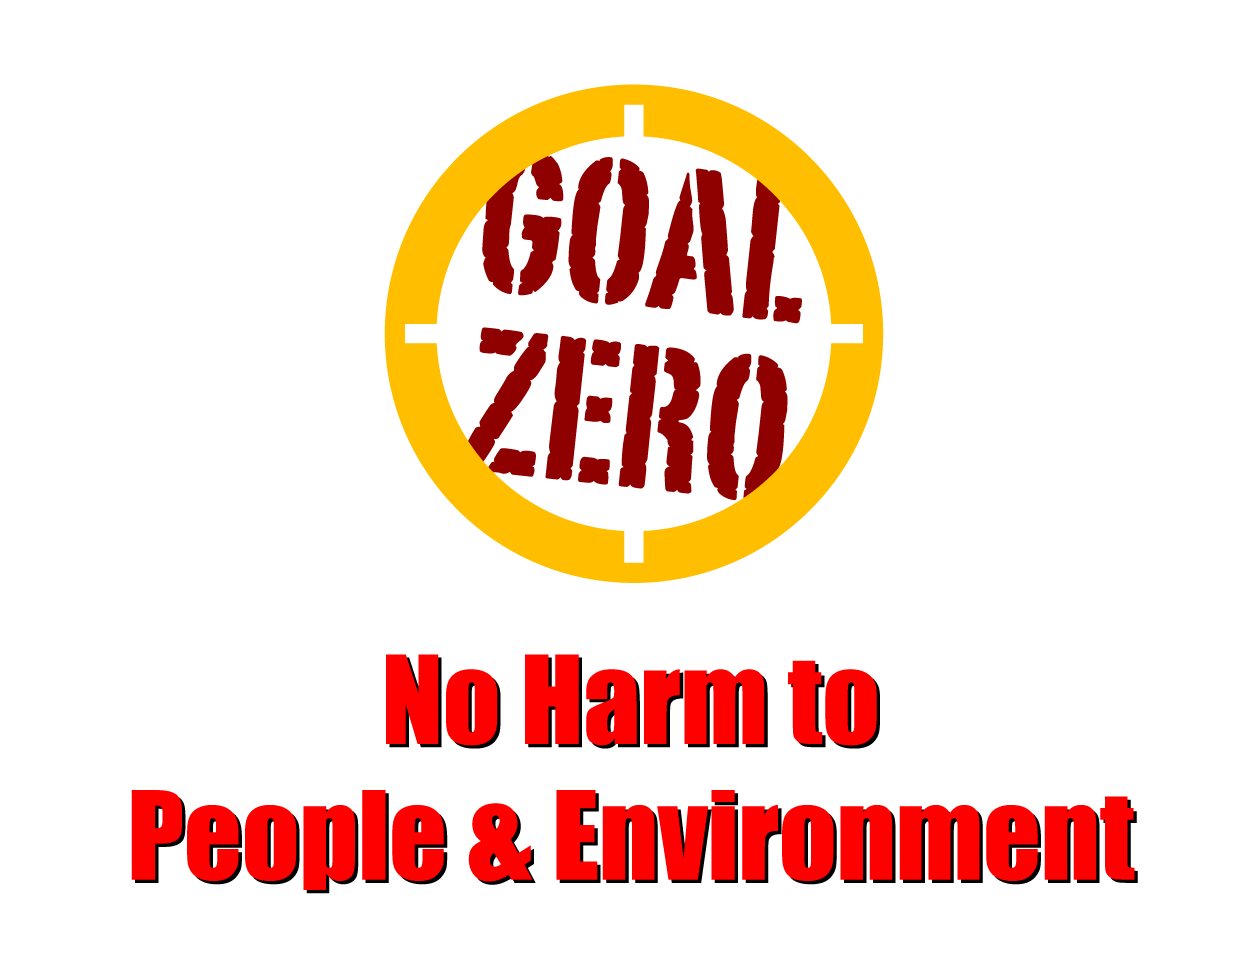 GOAL
ZERO
No Harm to
People & Environment